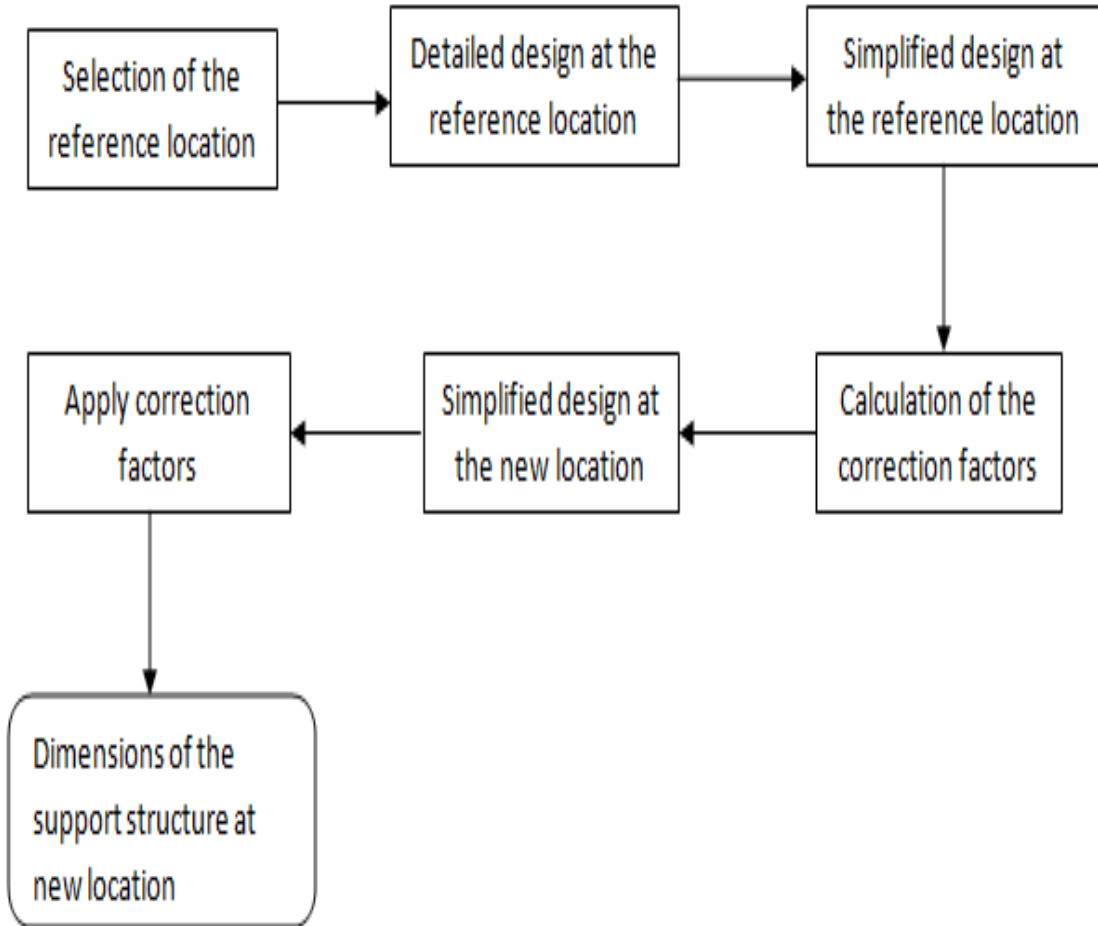 Selection of the
reference location
Detailed design at the
reference location
Simplified design at
the reference location
Calculation of the
correction factors
Simplified design at
the new location
Apply correction
factors
Dimensions of the
support structure at
new location